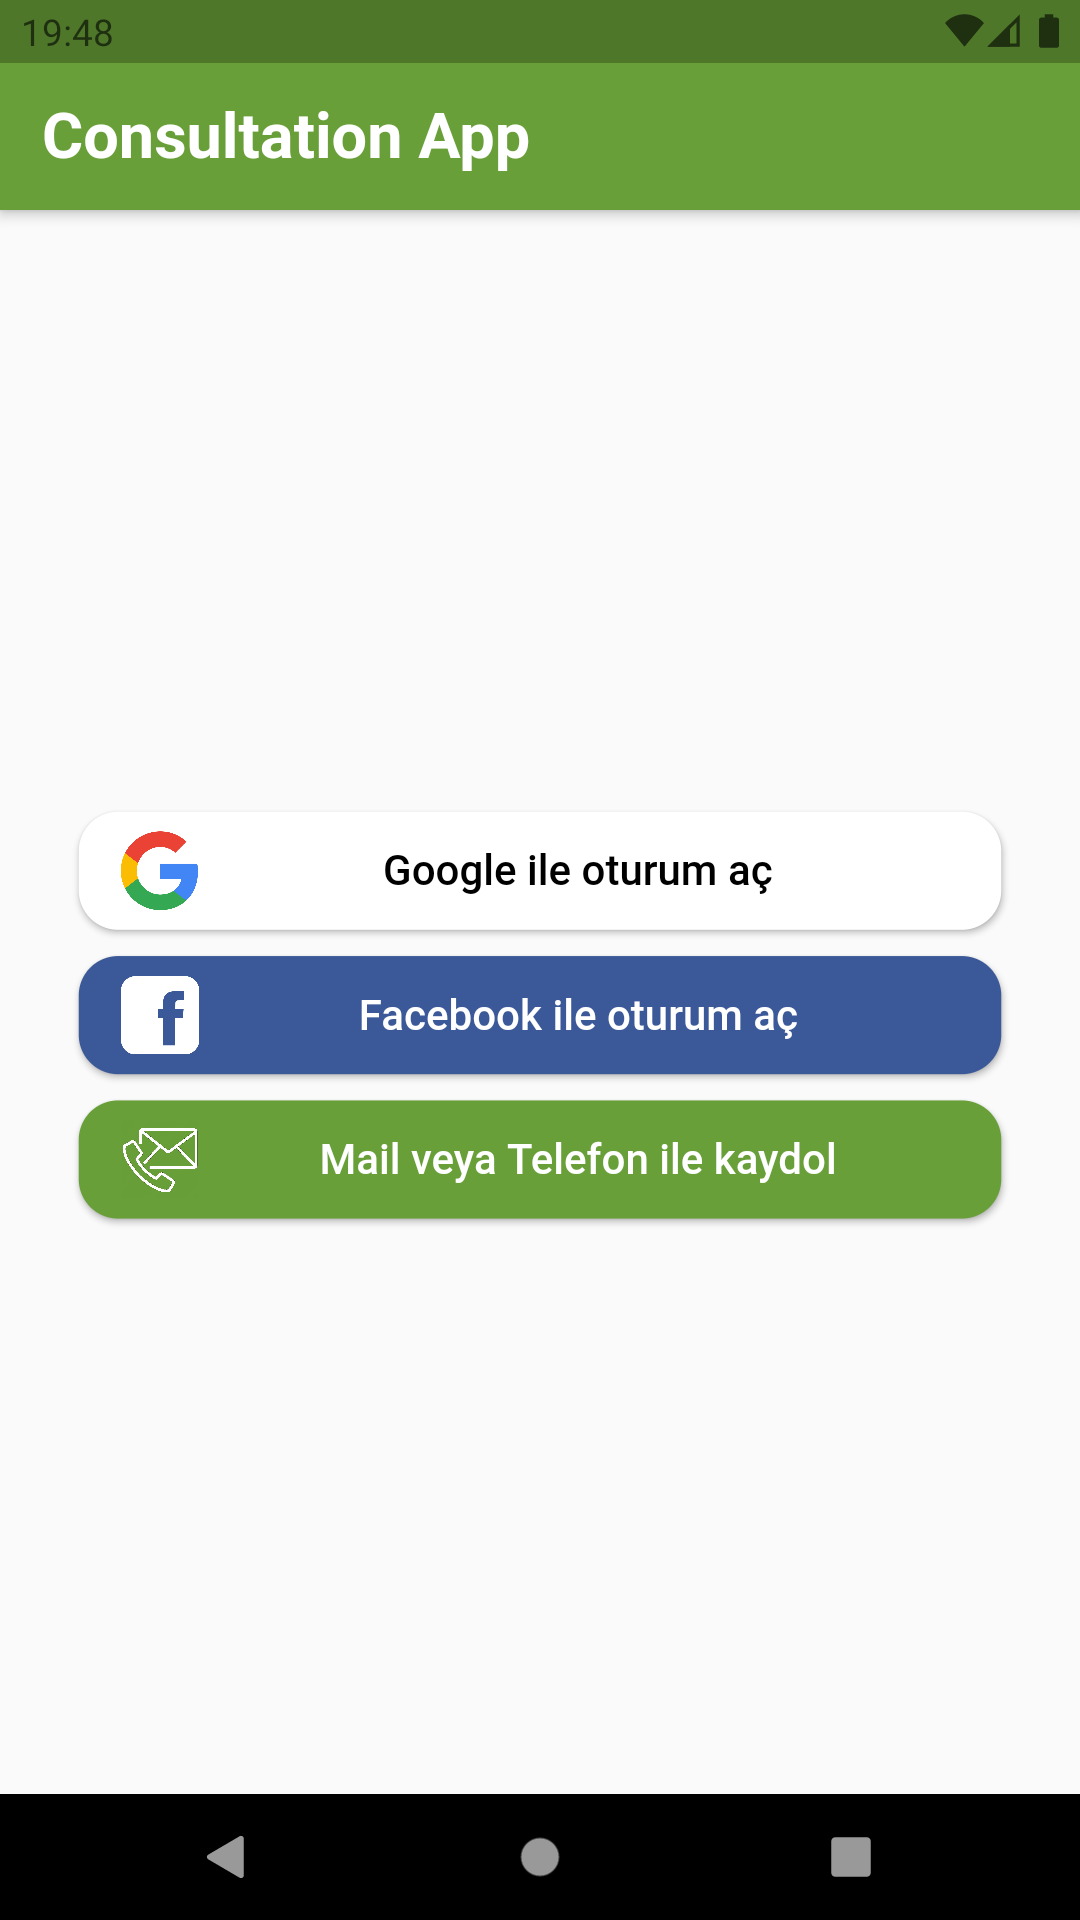 19:48
Consultation App
Google ile oturum aç
Facebook ile oturum aç
Mail veya Telefon ile kaydol